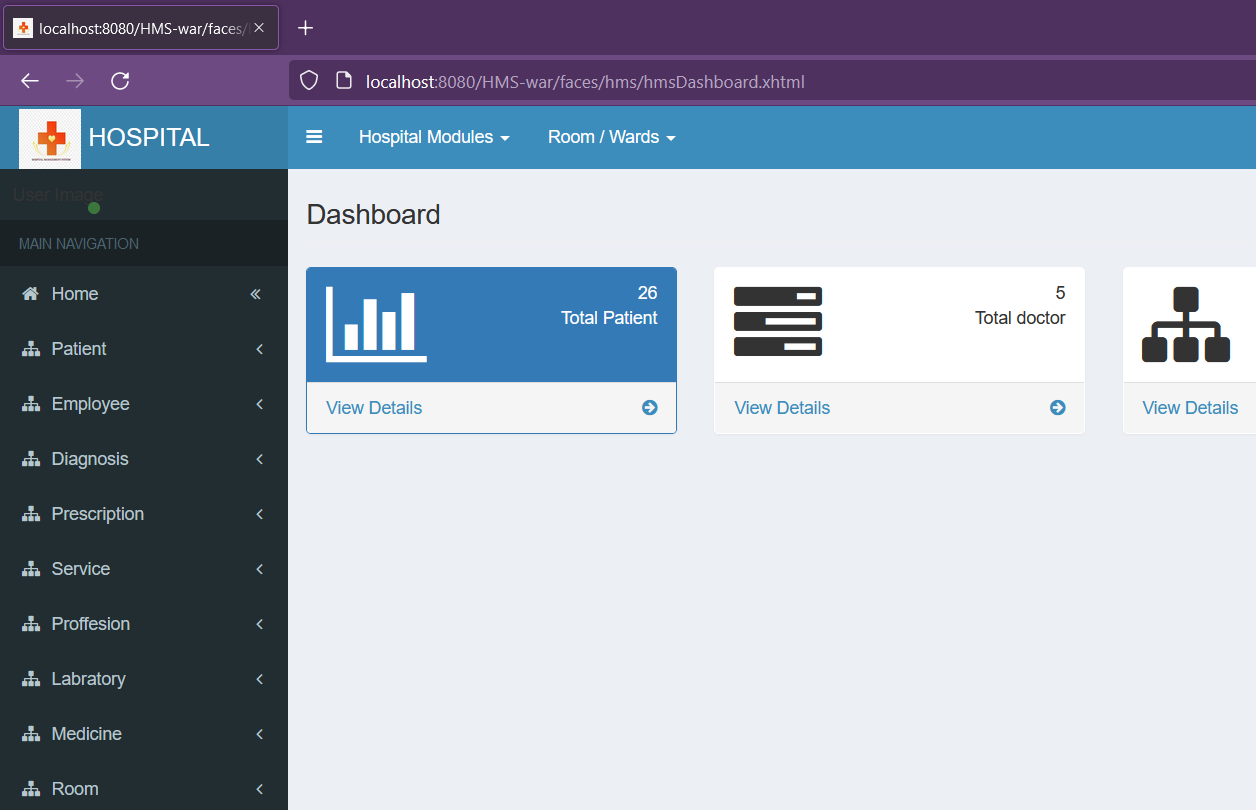 localhost:8080/HMS-war/faces/
localhost:8080/HMS-war/faces/hms/hmsDashboard.xhtml
HOSPITAL
Hospital Modules
Room / Wards
User Image
MAIN NAVIGATION
Home
Patient
Employee
Diagnosis
Prescription
Service
Proffesion
Labratory
Medicine
Room
Dashboard
26
Total Patient
View Details
5
Total doctor
View Details
View Details